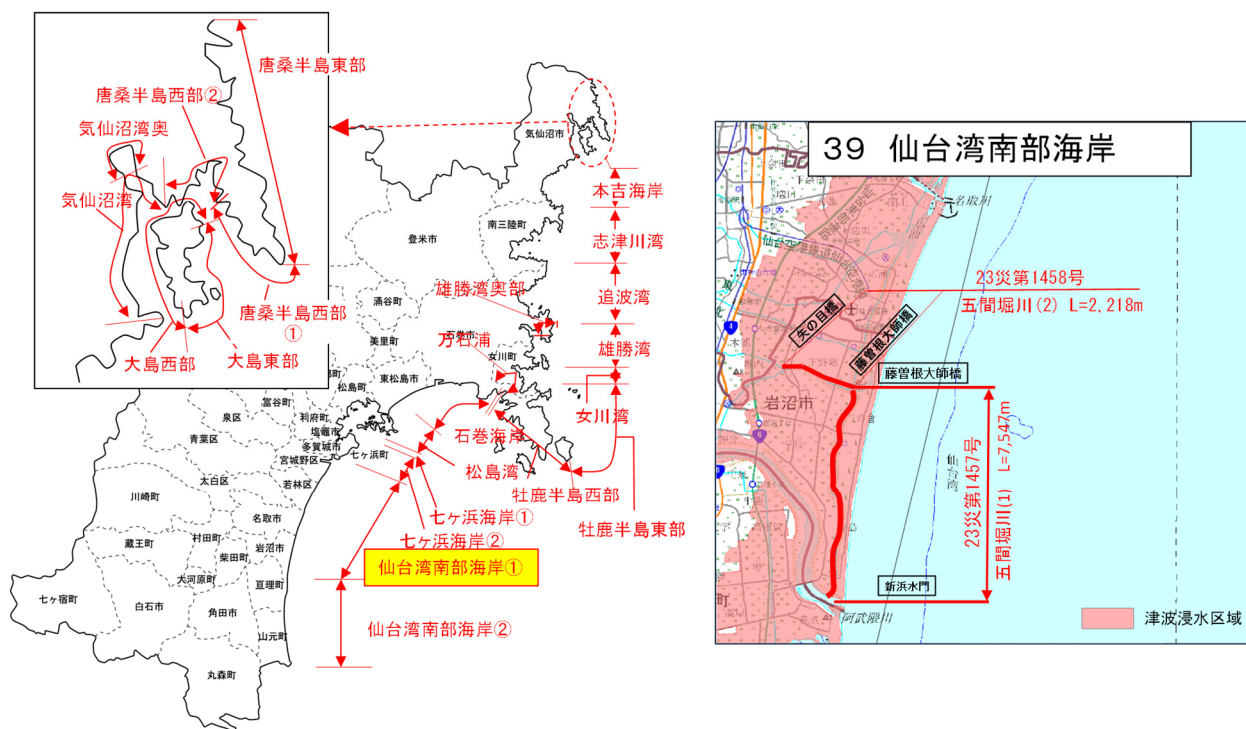 唐桑半島東部
唐桑半島西部②
気仙沼湾奥
気仙沼湾
唐桑半島西部
①
大島西部
大島東部
気仙沼市
本吉海岸
南三陸町
登米市
志津川湾
追波湾
雄勝湾奥部
涌谷町
石巻市
万石浦
女川町
雄勝湾
美里町
東松島市
松島町
女川湾
富谷町
利府町
泉区
塩竈市
多賀城市
青葉区
七ヶ浜町
宮城野区
石巻海岸
松島湾
若林区
太白区
牡鹿半島西部
川崎町
名取市
七ヶ浜海岸①
牡鹿半島東部
村田町
蔵王町
岩沼市
七ヶ浜海岸②
柴田町
仙台湾南部海岸①
大河原町
亘理町
七ヶ宿町
白石市
角田市
仙台湾南部海岸②
山元町
丸森町
39 仙台湾南部海岸
名取川
23災第1458号
五間堀川(2) L=2,218m
矢の目橋
藤曽根大師橋
藤曽根大師橋
岩沼市
仙台湾
23災第1457号
五間堀川(1) L=7,547m
新浜水門
阿武隈川
津波浸水区域